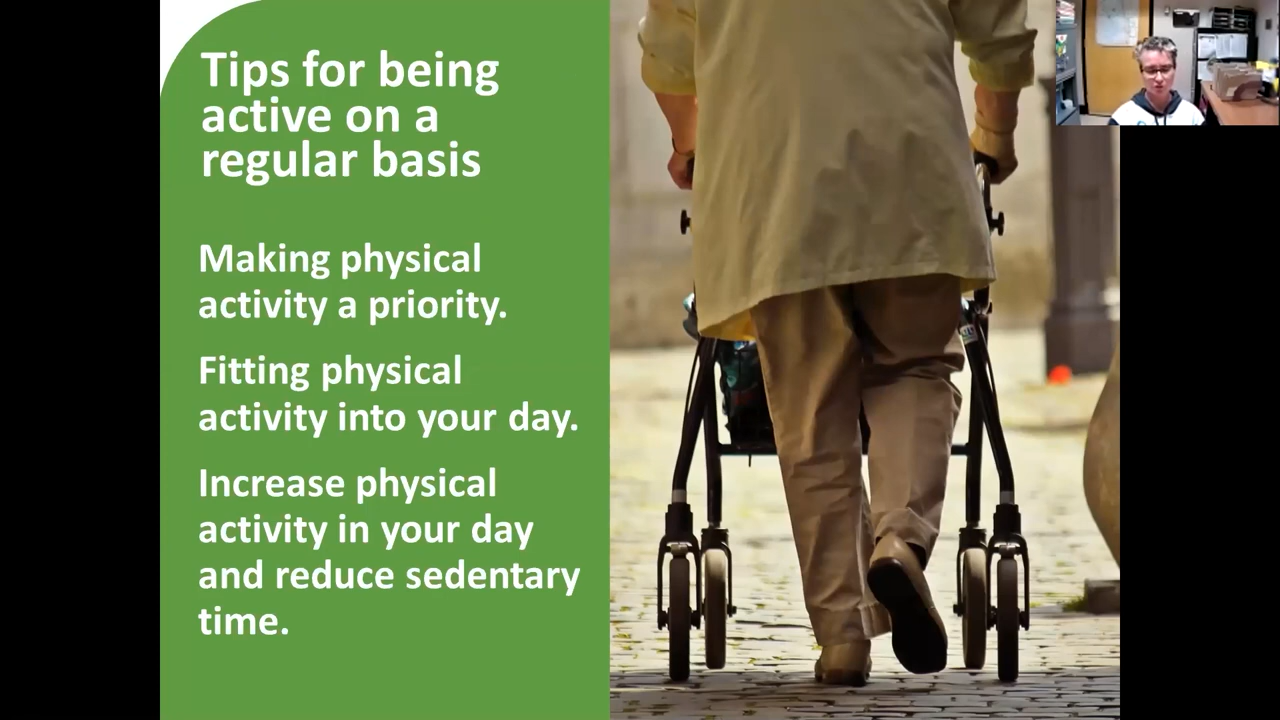 Tips for being
active on a
regular basis
Making physical
activity a priority.
Fitting physical
activity into your day.
Increase physical
activity in your day
and reduce sedentary
time.